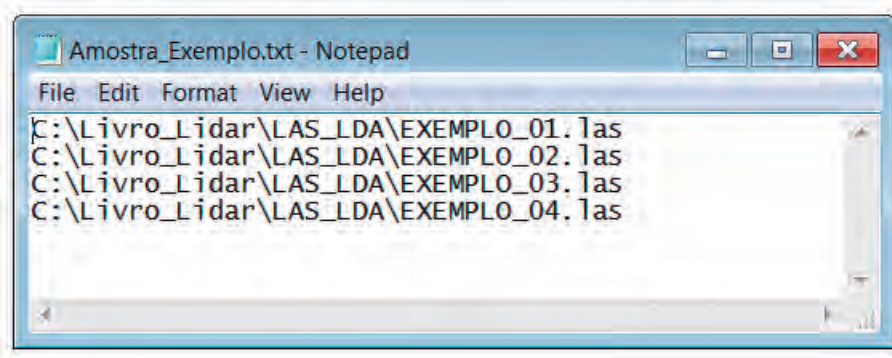 Amostra_Exemplo.txt - Notepad
File Edit Format View Help
C:\Livro_Lidar\LAS_LDA\EXEMPLO_01.las
C:\Livro_Lidar\LAS_LDA\EXEMPLO_02.las
C:\Livro_Lidar\LAS_LDA\EXEMPLO_03.las
C:\Livro_Lidar\LAS_LDA\EXEMPLO_04.las